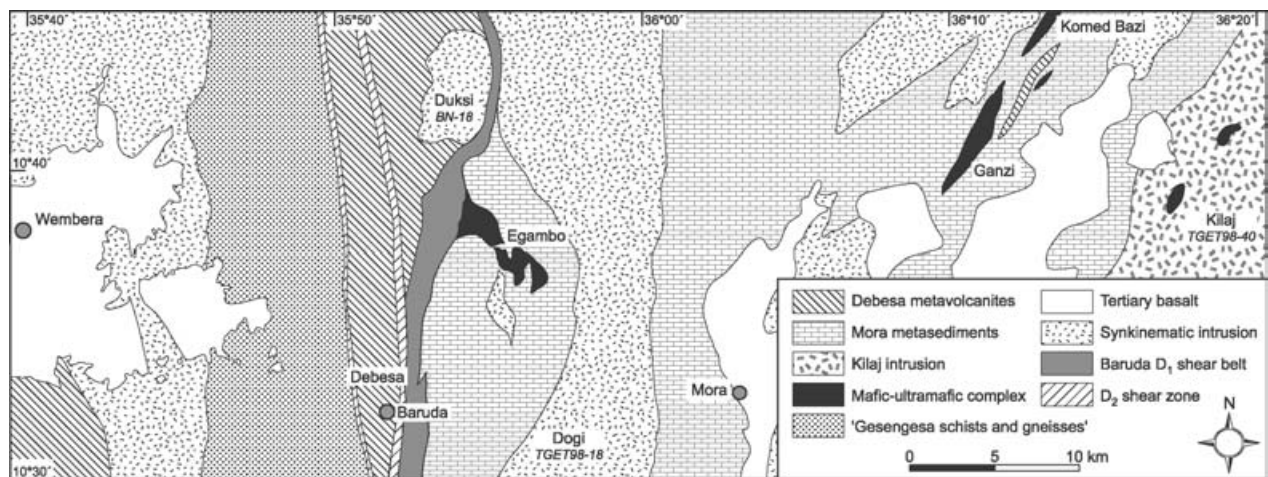 35°40'
35°50'
36°00'
36°10'
36°20'
Komed Bazi
Duksi
BN-18
10°40'
Ganzi
Wembera
Egambo
Kilaj
TGET98-40
Debesa
Baruda
Mora
Dogi
TGET98-18
10°30'
Debesa metavolcanites
Mora metasediments
Kilaj intrusion
Mafic-ultramafic complex
'Gesengesa schists and gneisses'
Tertiary basalt
Synkinematic intrusion
Baruda D₁ shear belt
D₂ shear zone
N
0 5 10 km